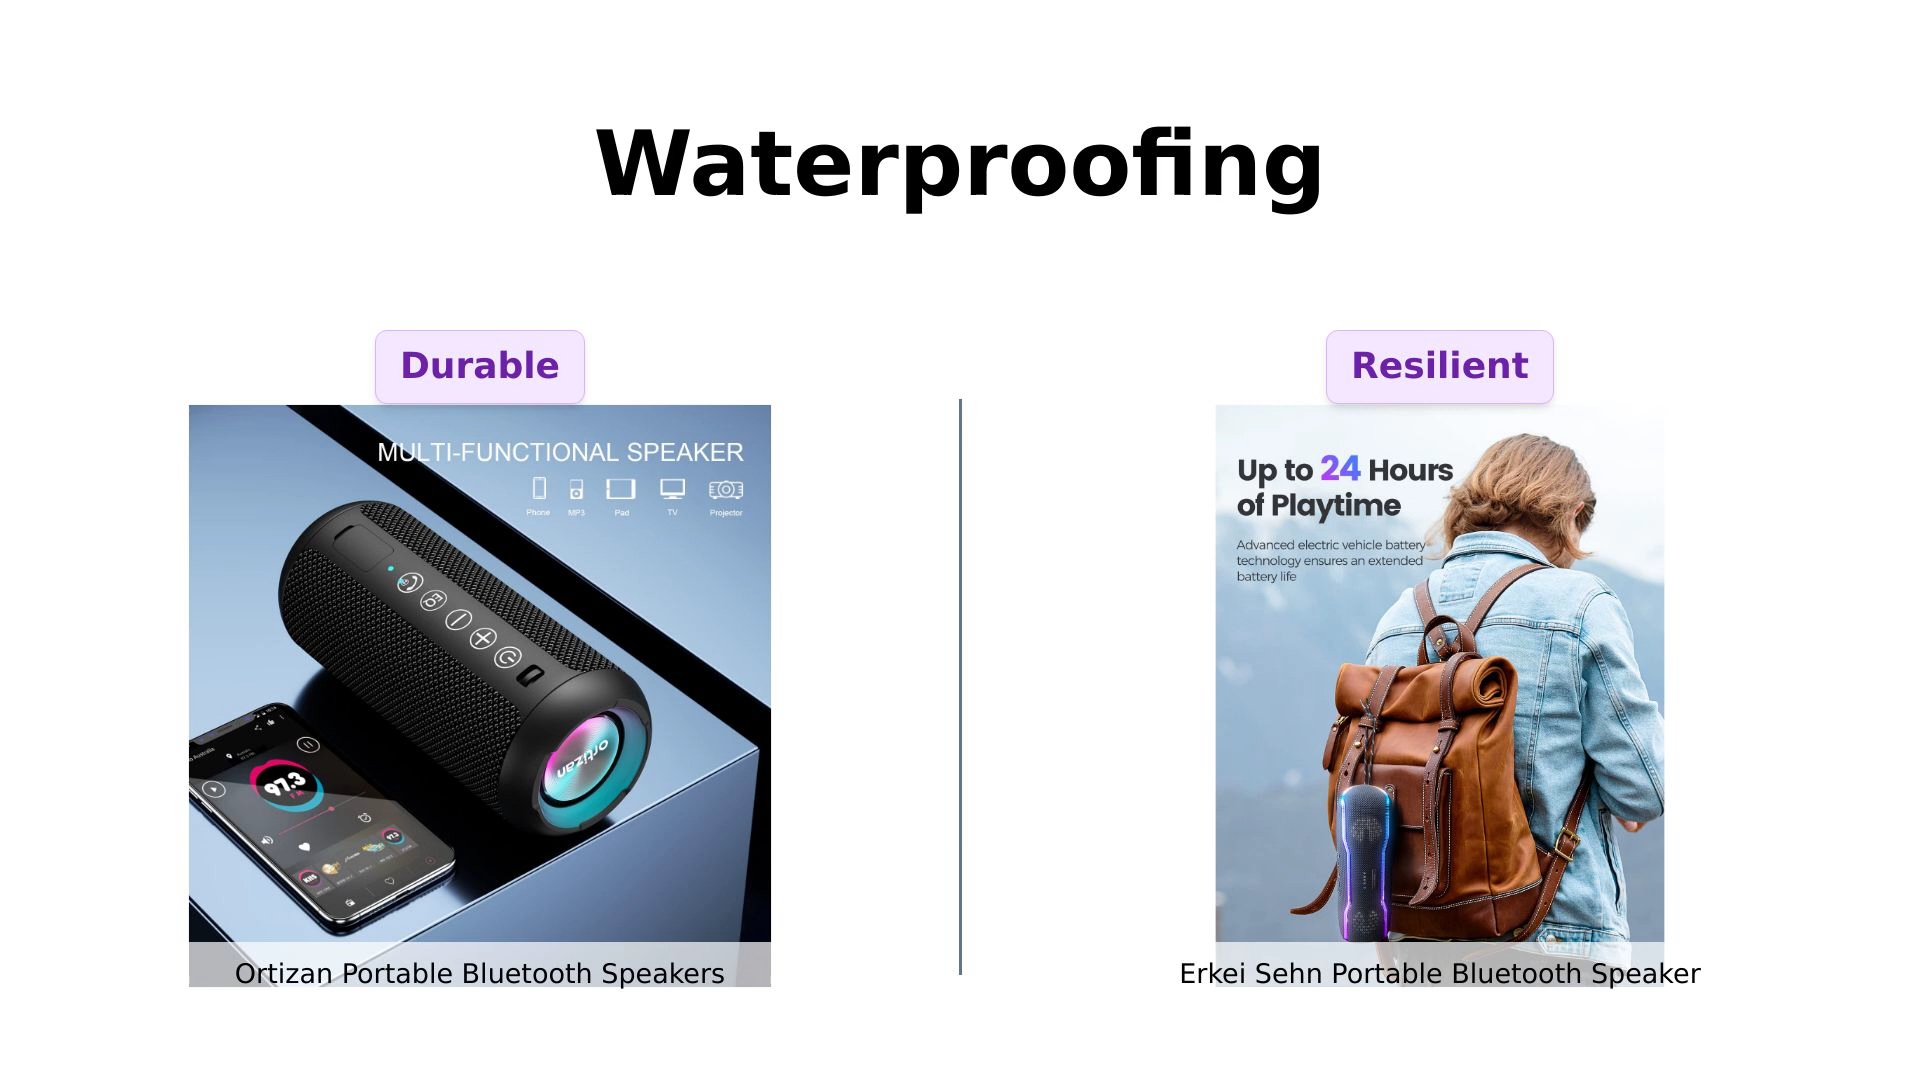 Waterproofing
Durable
Resilient
MULTI-FUNCTIONAL SPEAKER
Phone MP3 Pad TV Projector
ortizan
97.3
FM
Ortizan Portable Bluetooth Speakers
Up to 24 Hours
of Playtime
Advanced electric vehicle battery
technology ensures an extended
battery life
Erkei Sehn Portable Bluetooth Speaker